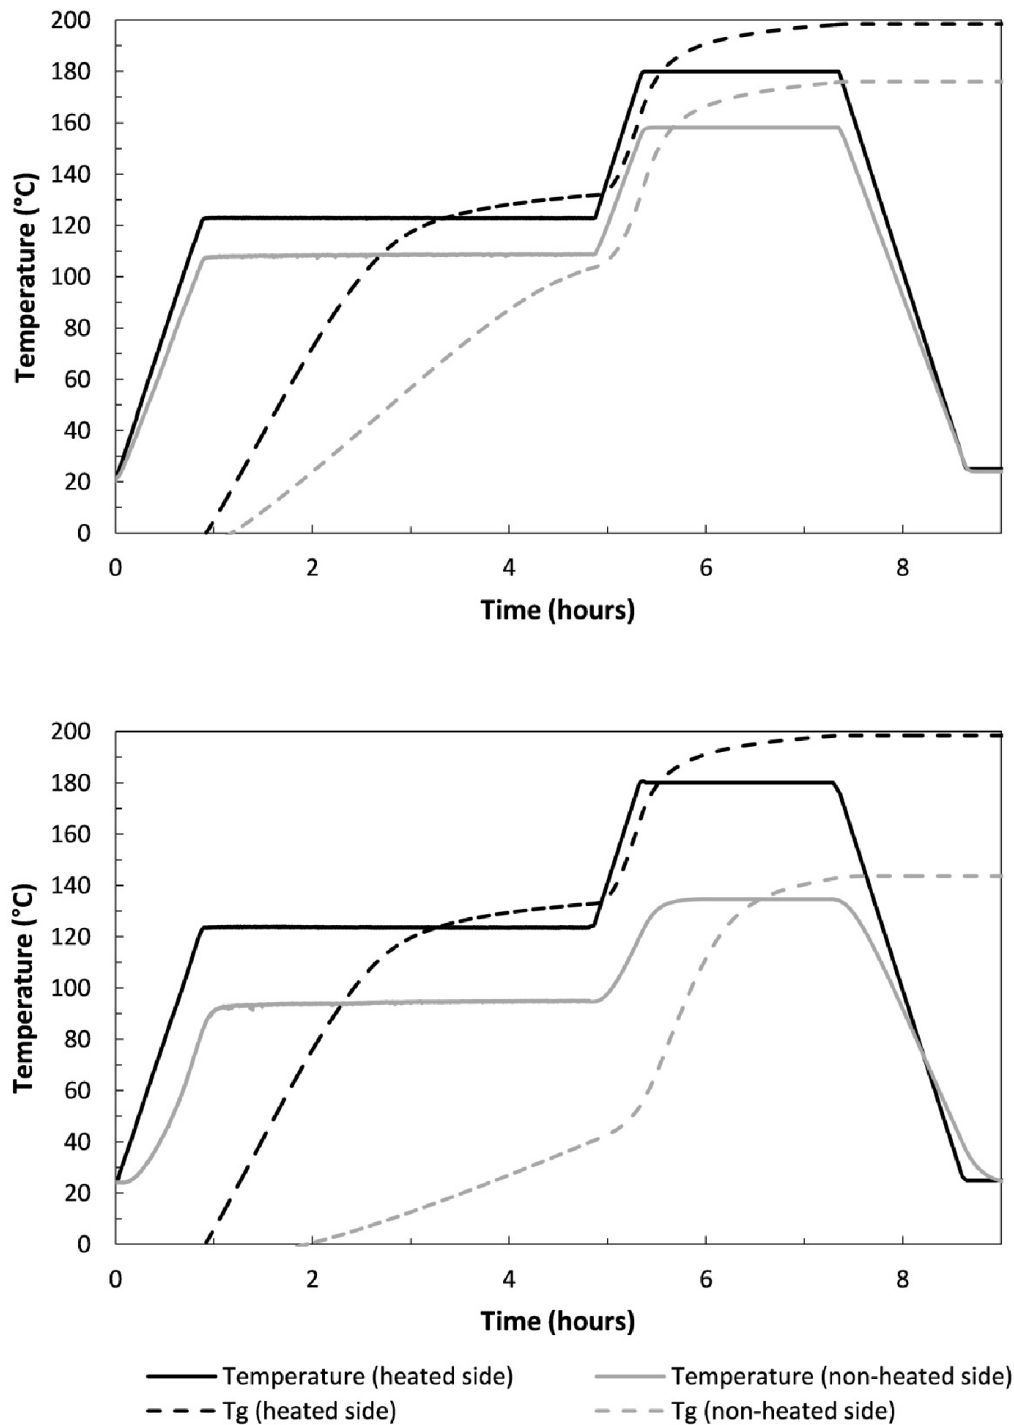 200
180
160
140
120
100
80
60
40
20
0
Temperature (°C)
0 2 4 6 8
Time (hours)
200
180
160
140
120
100
80
60
40
20
0
Temperature (°C)
0 2 4 6 8
Time (hours)
Temperature (heated side) Temperature (non-heated side)
Tg (heated side) Tg (non-heated side)